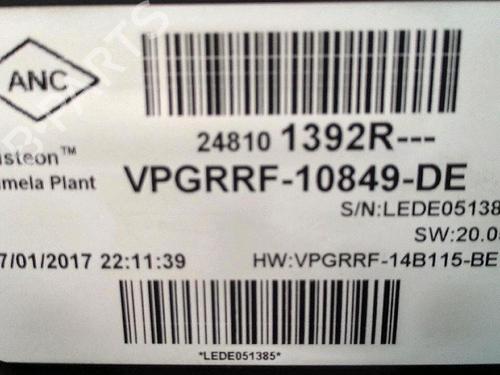 ANC
24810 1392R---
isteon™
VPGRRF-10849-DE
mela Plant
S/N:LEDE05138
SW:20.0
7/01/2017 22:11:39
HW:VPGRRF-14B115-BE
*LEDE051385*